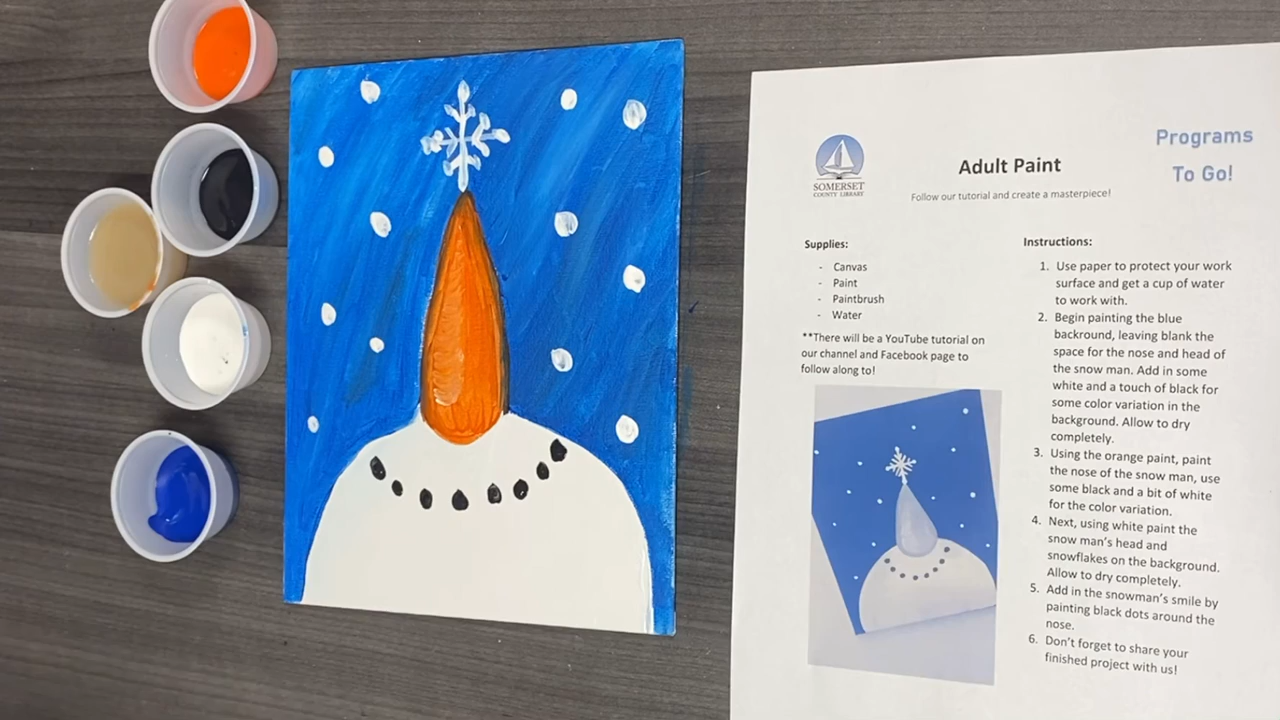 SOMERSET
COUNTY LIBRARY
Adult Paint
Follow our tutorial and create a masterpiece!
Programs
To Go!
Supplies:
- Canvas
- Paint
- Paintbrush
- Water
**There will be a YouTube tutorial on
our channel and Facebook page to
follow along to!
Instructions:
1. Use paper to protect your work
surface and get a cup of water
to work with.
2. Begin painting the blue
backround, leaving blank the
space for the nose and head of
the snow man. Add in some
white and a touch of black for
some color variation in the
background. Allow to dry
completely.
3. Using the orange paint, paint
the nose of the snow man, use
some black and a bit of white
for the color variation.
4. Next, using white paint the
snow man's head and
snowflakes on the background.
Allow to dry completely.
5. Add in the snowman's smile by
painting black dots around the
nose.
6. Don't forget to share your
finished project with us!